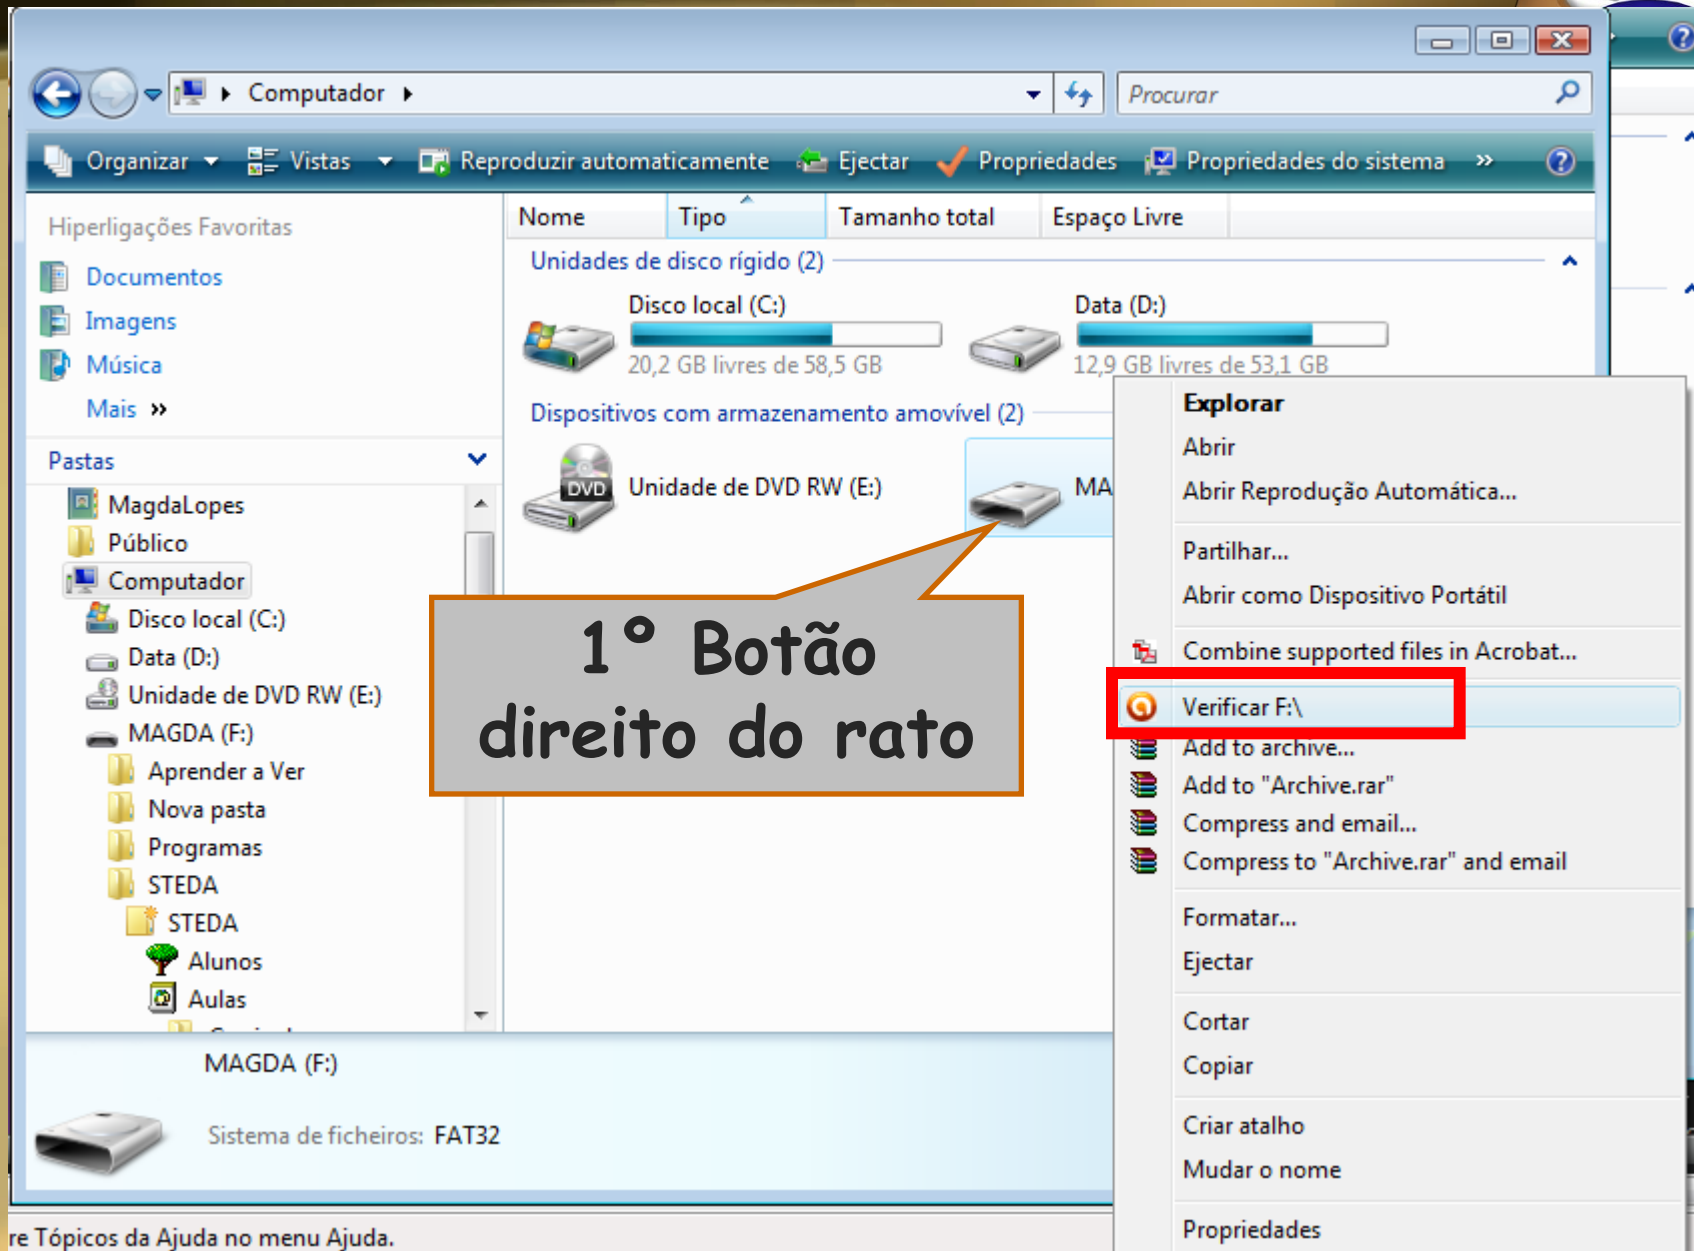 Computador
Procurar
Organizar Vistas Reproduzir automaticamente Ejectar Propriedades Propriedades do sistema »
Hiperligações Favoritas
Documentos
Imagens
Música
Mais »
Pastas
MagdaLopes
Público
Computador
Disco local (C:)
Data (D:)
Unidade de DVD RW (E:)
MAGDA (F:)
Aprender a Ver
Nova pasta
Programas
STEDA
STEDA
Alunos
Aulas
Nome Tipo Tamanho total Espaço Livre
Unidades de disco rígido (2)
Disco local (C:)
20,2 GB livres de 58,5 GB
Data (D:)
12,9 GB livres de 53,1 GB
Dispositivos com armazenamento amovível (2)
DVD
Unidade de DVD RW (E:)
MA
1º Botão
direito do rato
Explorar
Abrir
Abrir Reprodução Automática...
Partilhar...
Abrir como Dispositivo Portátil
Combine supported files in Acrobat...
Verificar F:\
Add to archive...
Add to "Archive.rar"
Compress and email...
Compress to "Archive.rar" and email
Formatar...
Ejectar
Cortar
Copiar
Criar atalho
Mudar o nome
Propriedades
MAGDA (F:)
Sistema de ficheiros: FAT32
re Tópicos da Ajuda no menu Ajuda.